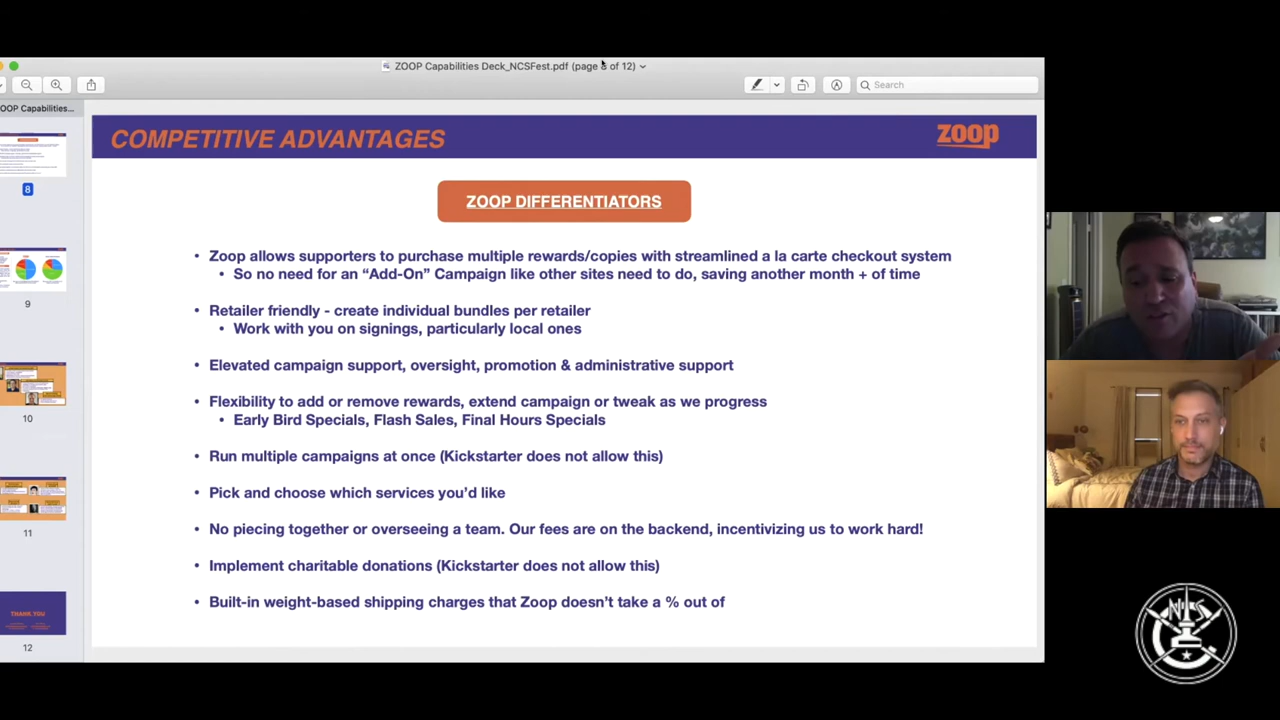 ZOOP Capabilities Deck_NCSFest.pdf (page 8 of 12)
Search
OOP Capabilities...
COMPETITIVE ADVANTAGES
zoop
ZOOP DIFFERENTIATORS
• Zoop allows supporters to purchase multiple rewards/copies with streamlined a la carte checkout system
• So no need for an “Add-On” Campaign like other sites need to do, saving another month + of time
• Retailer friendly - create individual bundles per retailer
• Work with you on signings, particularly local ones
• Elevated campaign support, oversight, promotion & administrative support
• Flexibility to add or remove rewards, extend campaign or tweak as we progress
• Early Bird Specials, Flash Sales, Final Hours Specials
• Run multiple campaigns at once (Kickstarter does not allow this)
• Pick and choose which services you’d like
• No piecing together or overseeing a team. Our fees are on the backend, incentivizing us to work hard!
• Implement charitable donations (Kickstarter does not allow this)
• Built-in weight-based shipping charges that Zoop doesn’t take a % out of
8
9
10
11
THANK YOU
12
NCS